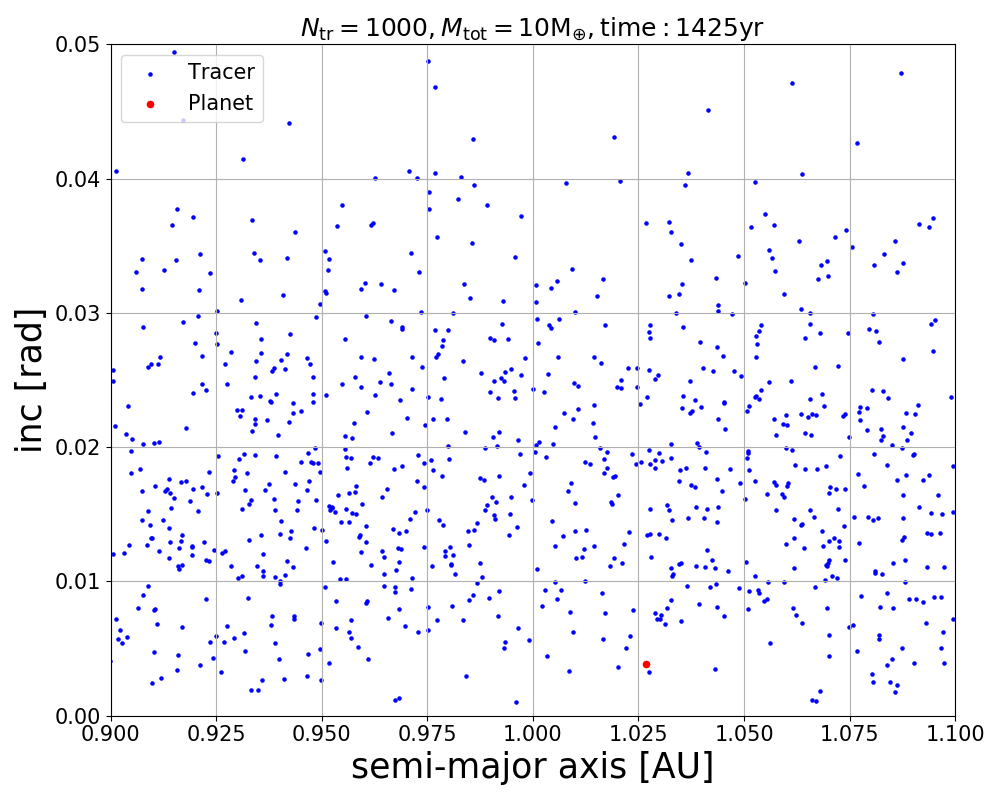 N_tr = 1000, M_tot = 10M_⊕, time : 1425yr
0.05
Tracer
Planet
0.04
0.03
inc [rad]
0.02
0.01
0.00
0.900 0.925 0.950 0.975 1.000 1.025 1.050 1.075 1.100
semi-major axis [AU]